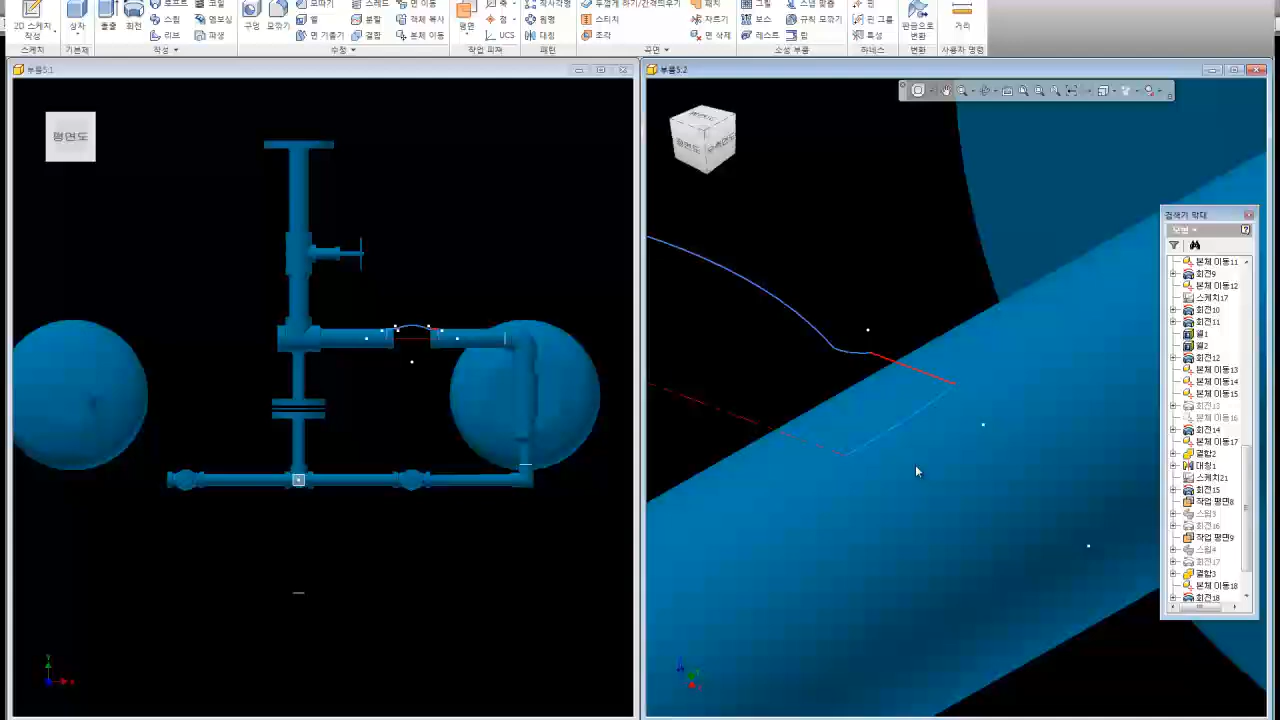 로프트
코일
모따기
스레드
면 이동
축
직사각형
두껍게 하기/간격띄우기
패치
그릴
스냅 맞춤
핀
2D 스케치
작성
상자
돌출
회전
스윕
엠보싱
구멍
모깎기
쉘
분할
객체 복사
평면
점
원형
스티치
자르기
보스
규칙 모깎기
핀 그룹
판금으로
변환
거리
리브
파생
면 기울기
결합
본체 이동
UCS
대칭
조각
면 삭제
레스트
립
특성
스케치
기본체
작성
수정
작업 피쳐
패턴
곡면
소성 부품
하네스
변환
사용자 명령
부품5:1
부품5:2
평면도
평면도
검색기 막대
모면
본체 이동11
회전9
본체 이동12
스케치17
회전10
회전11
쉘1
쉘2
회전12
본체 이동13
본체 이동14
본체 이동15
회전13
본체 이동16
회전14
본체 이동17
결합2
대칭1
스케치21
회전15
작업 평면8
스윕3
회전16
작업 평면9
스윕4
회전17
결합3
본체 이동18
회전18
Y
X